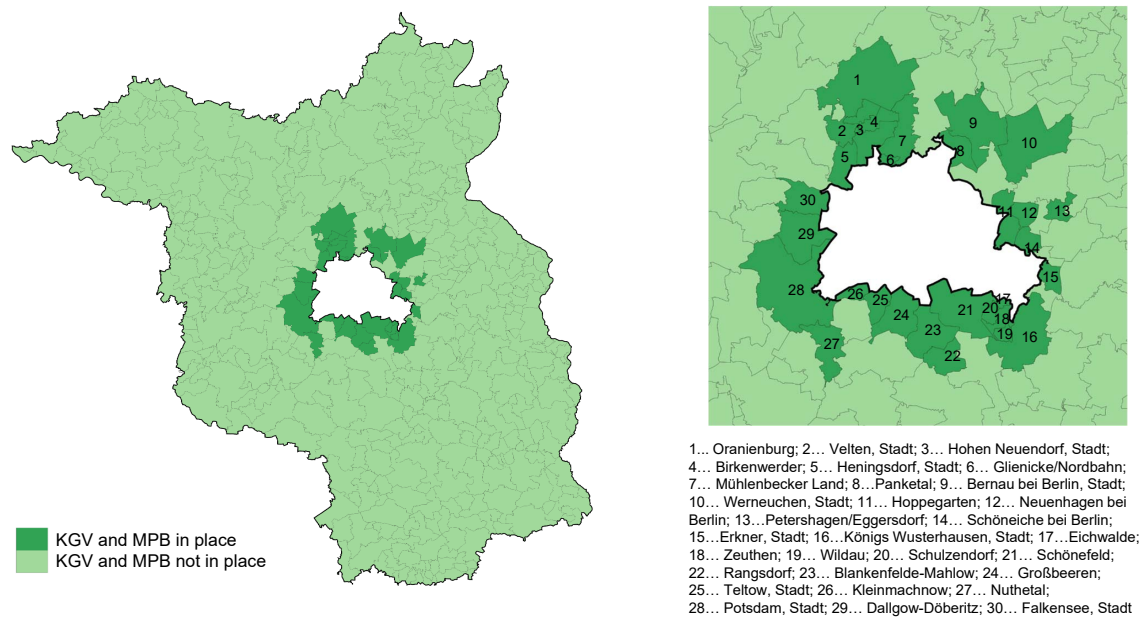 KGV and MPB in place
KGV and MPB not in place
1
2
3
4
5
6
7
8
9
10
11
12
13
14
15
16
17
18
19
20
21
22
23
24
25
26
27
28
29
30
1... Oranienburg; 2… Velten, Stadt; 3… Hohen Neuendorf, Stadt;
4… Birkenwerder; 5… Heningsdorf, Stadt; 6… Glienicke/Nordbahn;
7… Mühlenbecker Land; 8…Panketal; 9… Bernau bei Berlin, Stadt;
10… Werneuchen, Stadt; 11… Hoppegarten; 12… Neuenhagen bei
Berlin; 13…Petershagen/Eggersdorf; 14… Schöneiche bei Berlin;
15…Erkner, Stadt; 16…Königs Wusterhausen, Stadt; 17…Eichwalde;
18… Zeuthen; 19… Wildau; 20… Schulzendorf; 21… Schönefeld;
22… Rangsdorf; 23… Blankenfelde-Mahlow; 24… Großbeeren;
25… Teltow, Stadt; 26… Kleinmachnow; 27… Nuthetal;
28… Potsdam, Stadt; 29… Dallgow-Döberitz; 30… Falkensee, Stadt